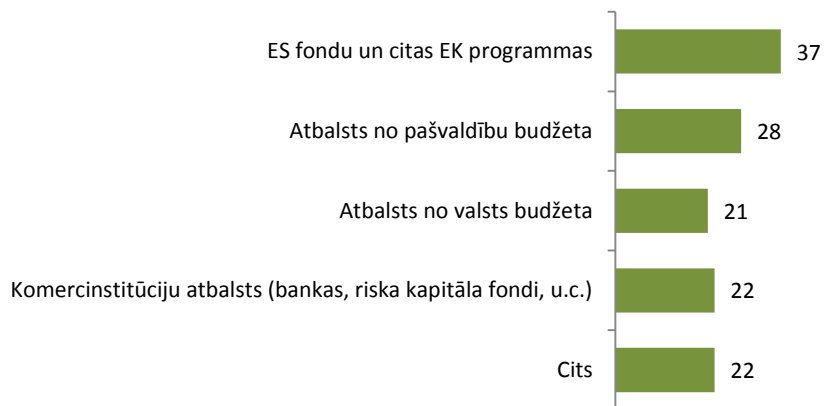 ES fondu un citas EK programmas 37
Atbalsts no pašvaldību budžeta 28
Atbalsts no valsts budžeta 21
Komercinstitūciju atbalsts (bankas, riska kapitāla fondi, u.c.) 22
Cits 22